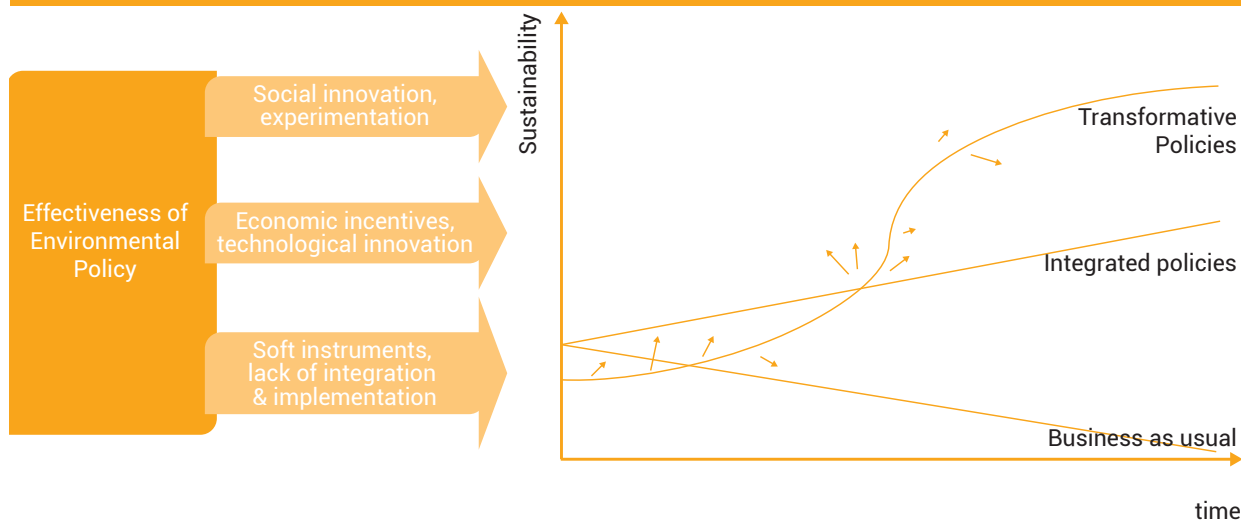 Effectiveness of
Environmental
Policy
Social innovation,
experimentation
Economic incentives,
technological innovation
Soft instruments,
lack of integration
& implementation
Sustainability
Transformative
Policies
Integrated policies
Business as usual
time